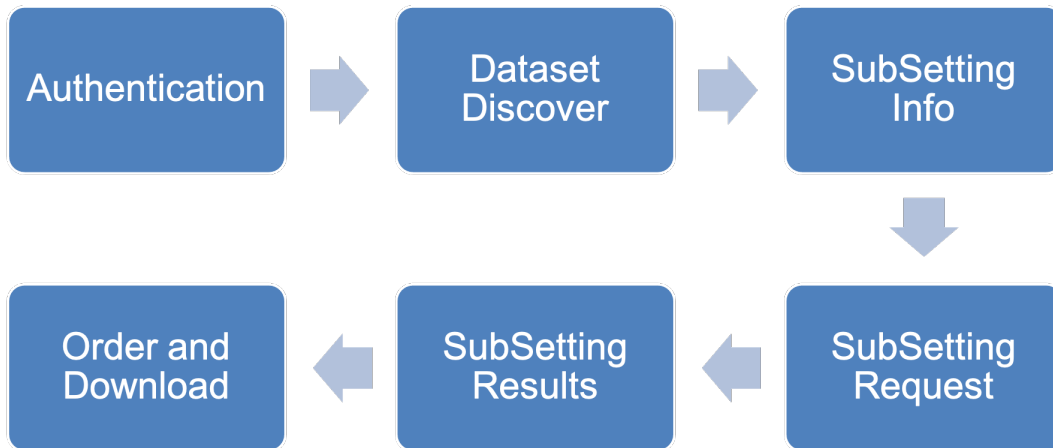 Authentication
Dataset
Discover
SubSetting
Info
SubSetting
Request
SubSetting
Results
Order and
Download